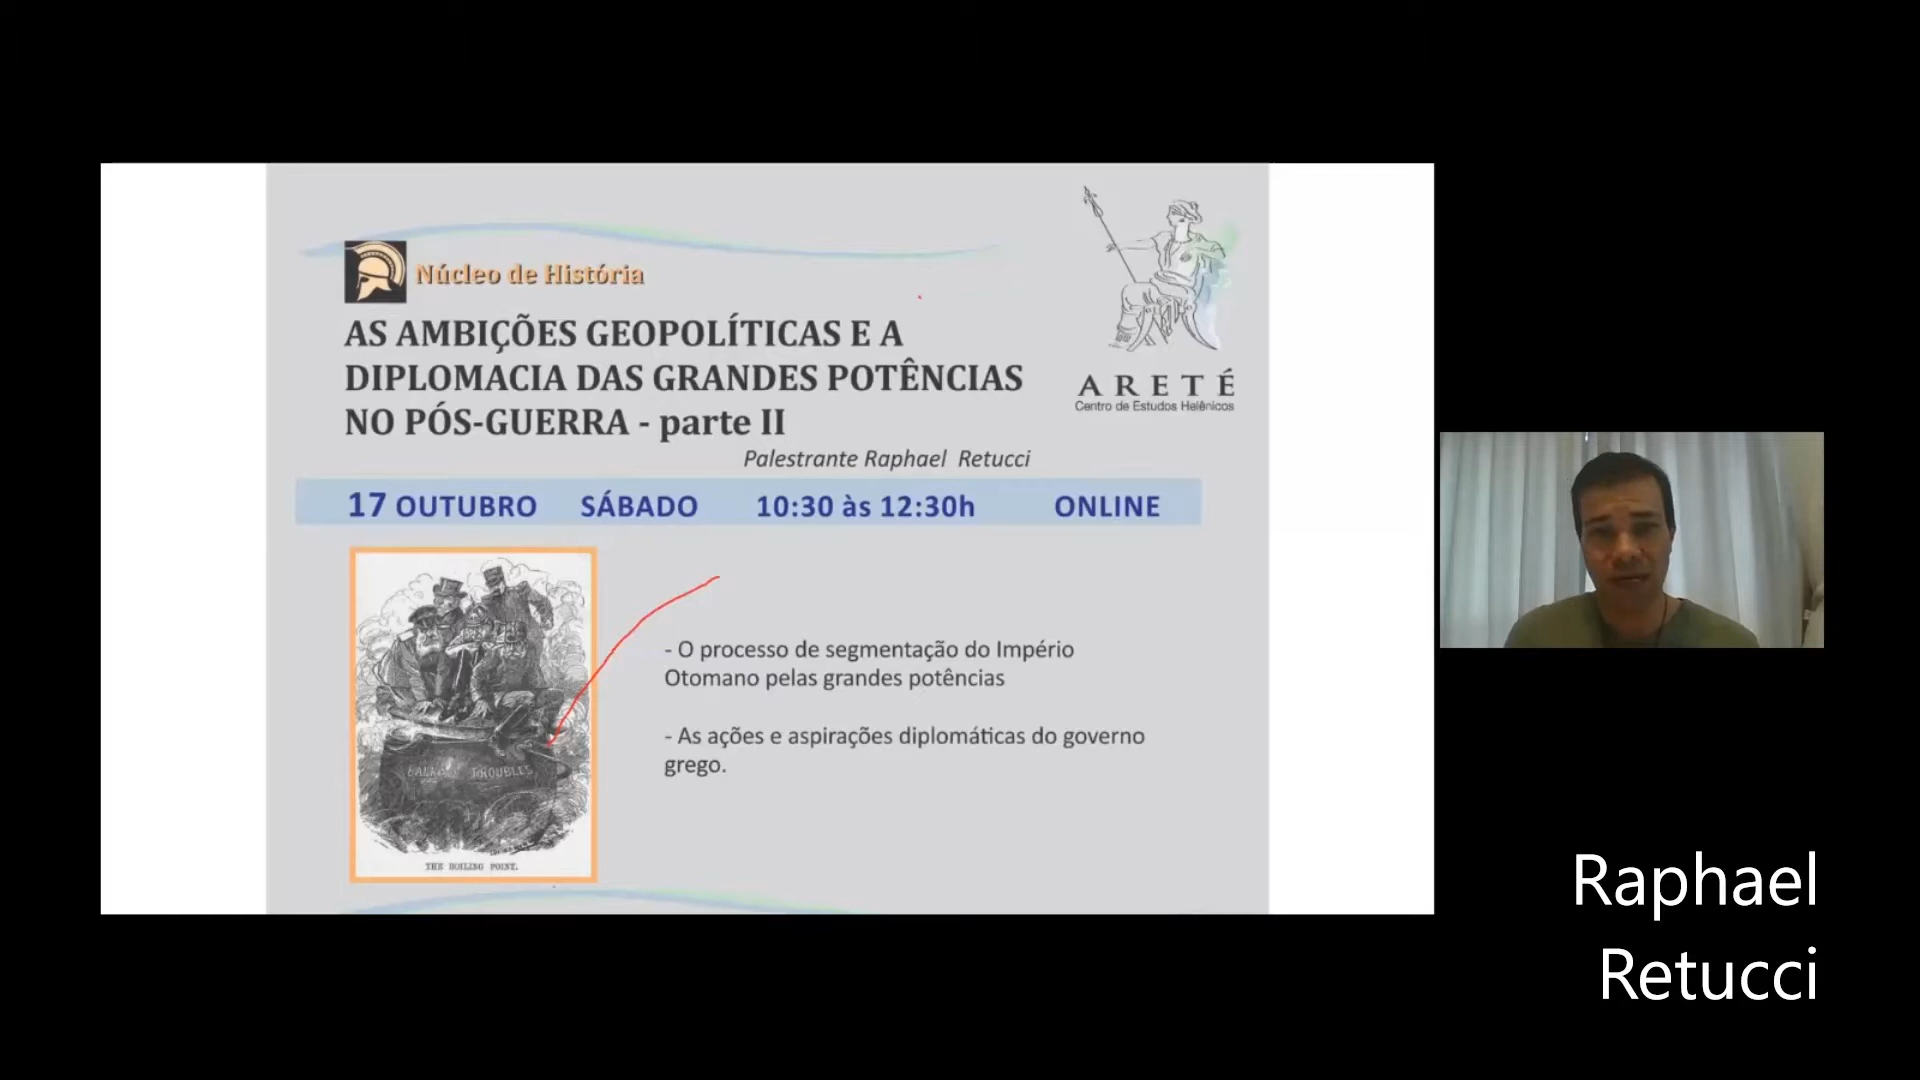 Núcleo de História
AS AMBIÇÕES GEOPOLÍTICAS E A
DIPLOMACIA DAS GRANDES POTÊNCIAS
NO PÓS-GUERRA - parte II
Palestrante Raphael Retucci
ARETÉ
Centro de Estudos Helênicos
17 OUTUBRO SÁBADO 10:30 às 12:30h ONLINE
- O processo de segmentação do Império
Otomano pelas grandes potências
- As ações e aspirações diplomáticas do governo
grego.
TROUBLES
THE BOILING POINT.
Raphael
Retucci